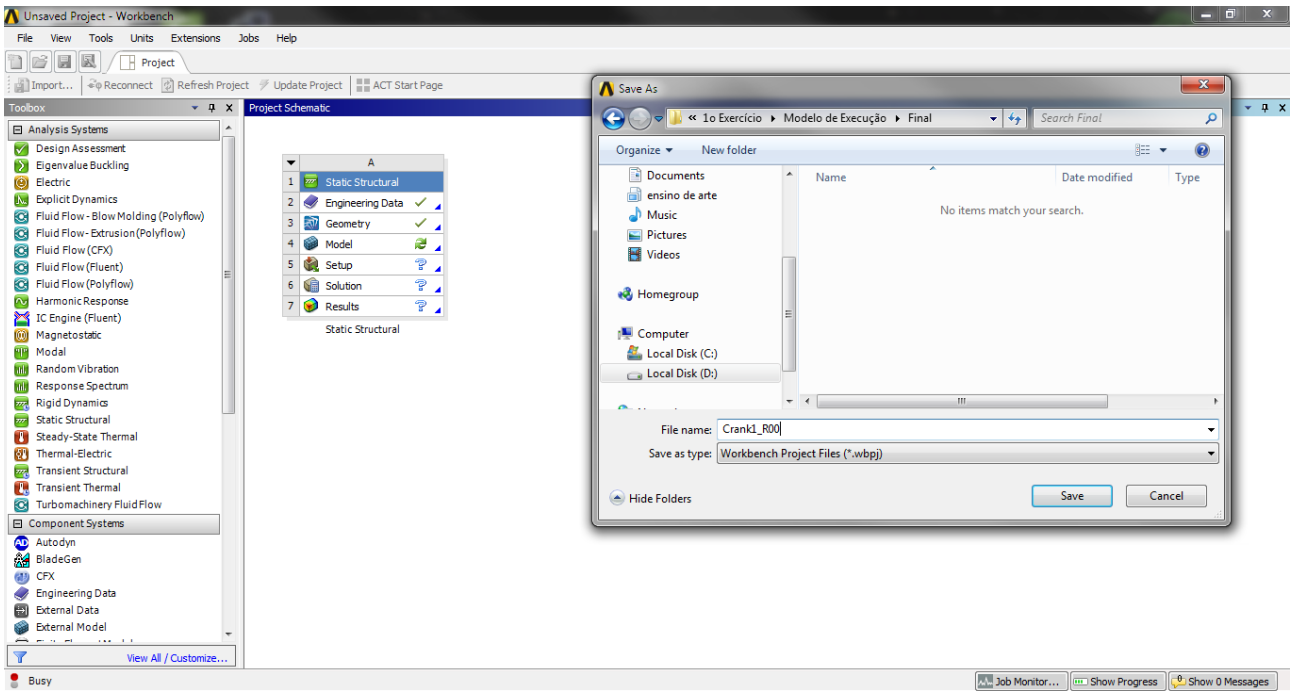 Unsaved Project - Workbench
File View Tools Units Extensions Jobs Help
Project
Import... Reconnect Refresh Project Update Project ACT Start Page
Toolbox
Analysis Systems
Design Assessment
Eigenvalue Buckling
Electric
Explicit Dynamics
Fluid Flow - Blow Molding (Polyflow)
Fluid Flow - Extrusion (Polyflow)
Fluid Flow (CFX)
Fluid Flow (Fluent)
Fluid Flow (Polyflow)
Harmonic Response
IC Engine (Fluent)
Magnetostatic
Modal
Random Vibration
Response Spectrum
Rigid Dynamics
Static Structural
Steady-State Thermal
Thermal-Electric
Transient Structural
Transient Thermal
Turbomachinery Fluid Flow
Component Systems
Autodyn
BladeGen
CFX
Engineering Data
External Data
External Model
View All / Customize...
Project Schematic
A
1 Static Structural
2 Engineering Data
3 Geometry
4 Model
5 Setup
6 Solution
7 Results
Static Structural
Save As
« 1o Exercício Modelo de Execução Final
Search Final
Organize New folder
Documents
ensino de arte
Music
Pictures
Videos
Homegroup
Computer
Local Disk (C:)
Local Disk (D:)
Name Date modified Type
No items match your search.
File name: Crank1_R00
Save as type: Workbench Project Files (*.wbpj)
Hide Folders
Save Cancel
Busy
Job Monitor... Show Progress Show 0 Messages